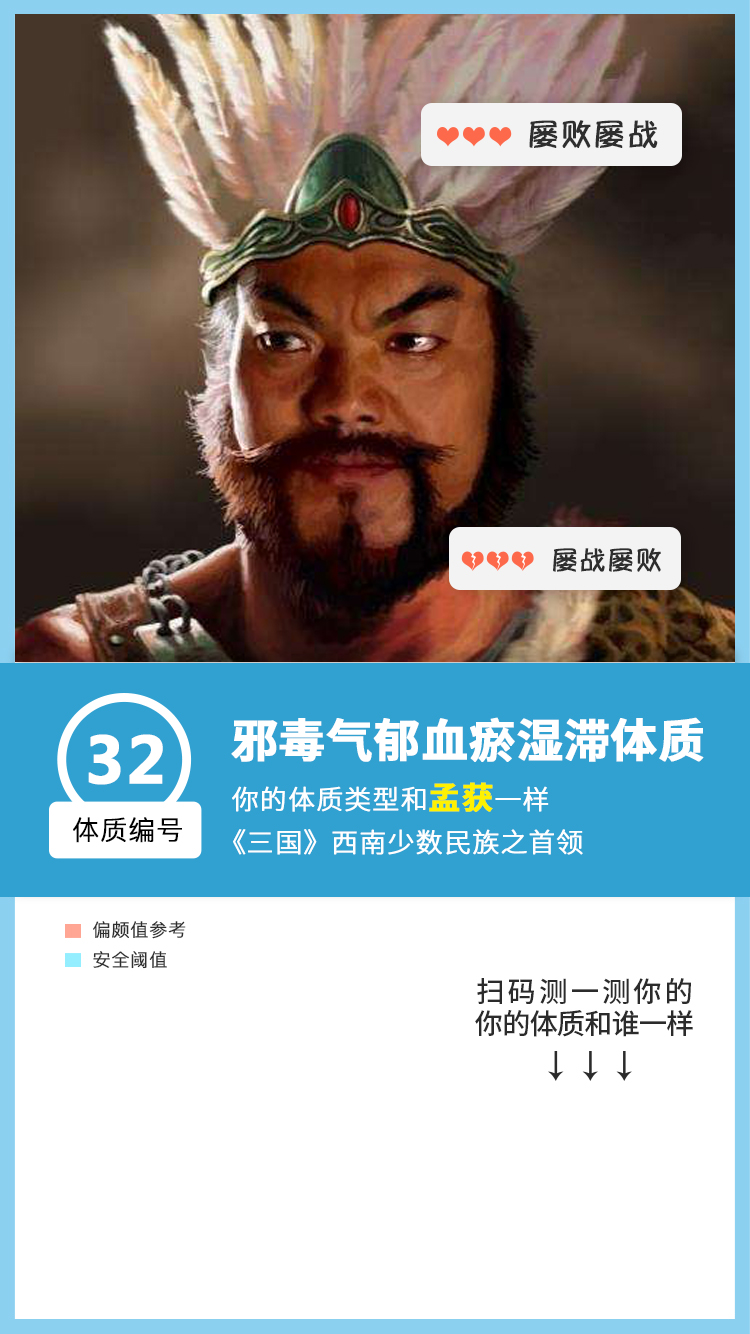 屡败屡战
屡战屡败
32
体质编号
邪毒气郁血瘀湿滞体质
你的体质类型和孟获一样
《三国》西南少数民族之首领
偏颇值参考
安全阈值
扫码测一测你的
你的体质和谁一样
↓ ↓ ↓